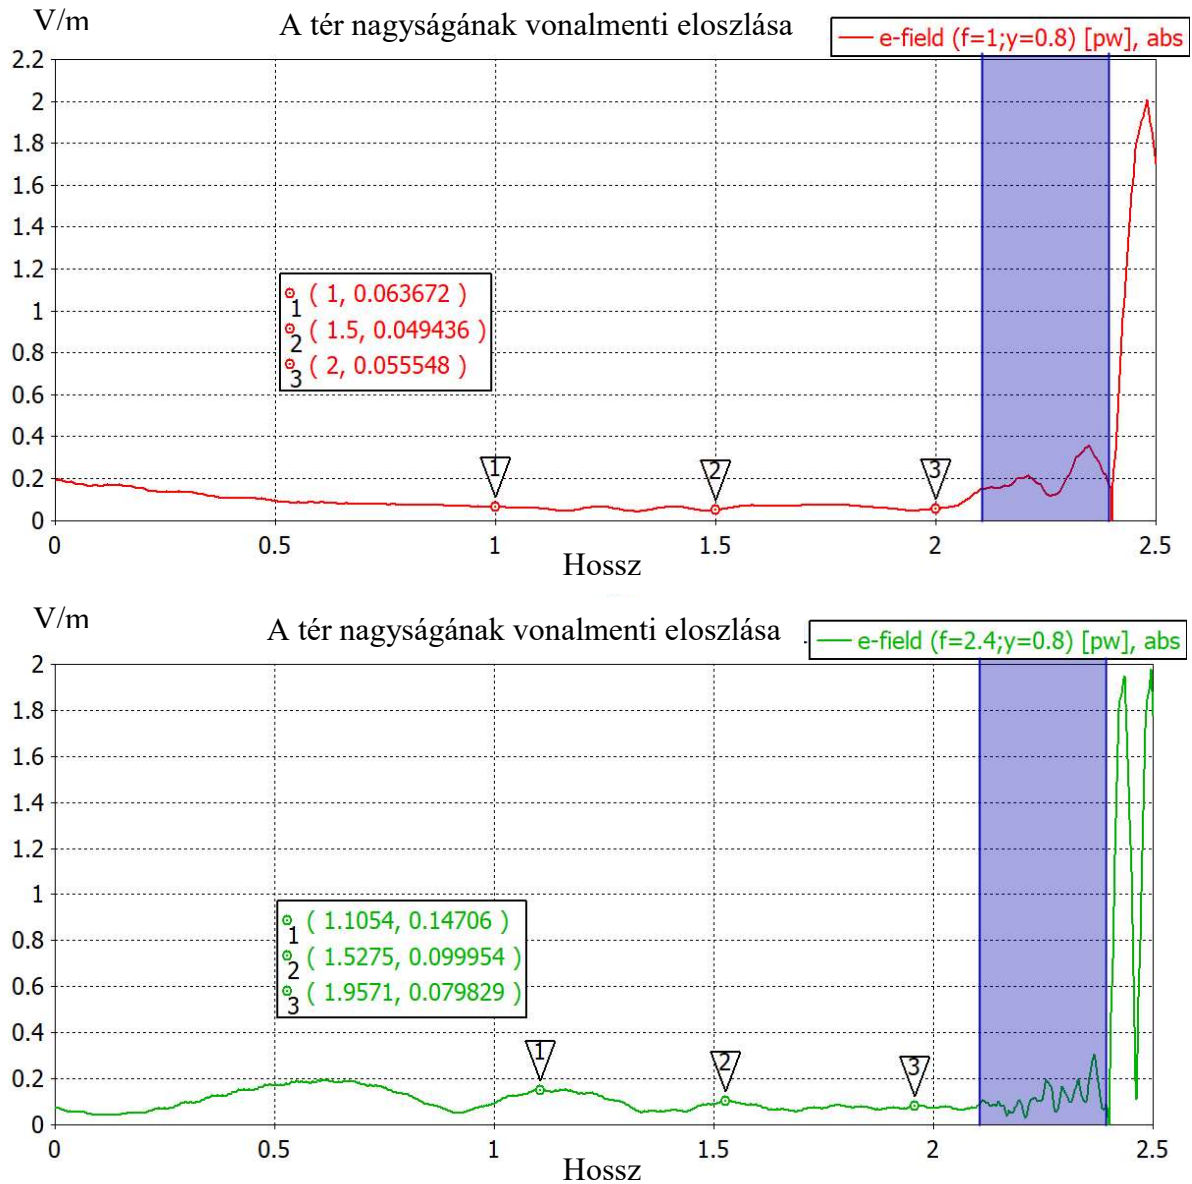 V/m
A tér nagyságának vonalmenti eloszlása
e-field (f=1;y=0.8) [pw], abs
2.2
2
1.8
1.6
1.4
1.2
1
0.8
0.6
0.4
0.2
0
1 ( 1, 0.063672 )
2 ( 1.5, 0.049436 )
3 ( 2, 0.055548 )
1 2 3
0 0.5 1 1.5 2 2.5
Hossz
V/m
A tér nagyságának vonalmenti eloszlása
e-field (f=2.4;y=0.8) [pw], abs
2
1.8
1.6
1.4
1.2
1
0.8
0.6
0.4
0.2
0
1 ( 1.1054, 0.14706 )
2 ( 1.5275, 0.099954 )
3 ( 1.9571, 0.079829 )
1 2 3
0 0.5 1 1.5 2 2.5
Hossz